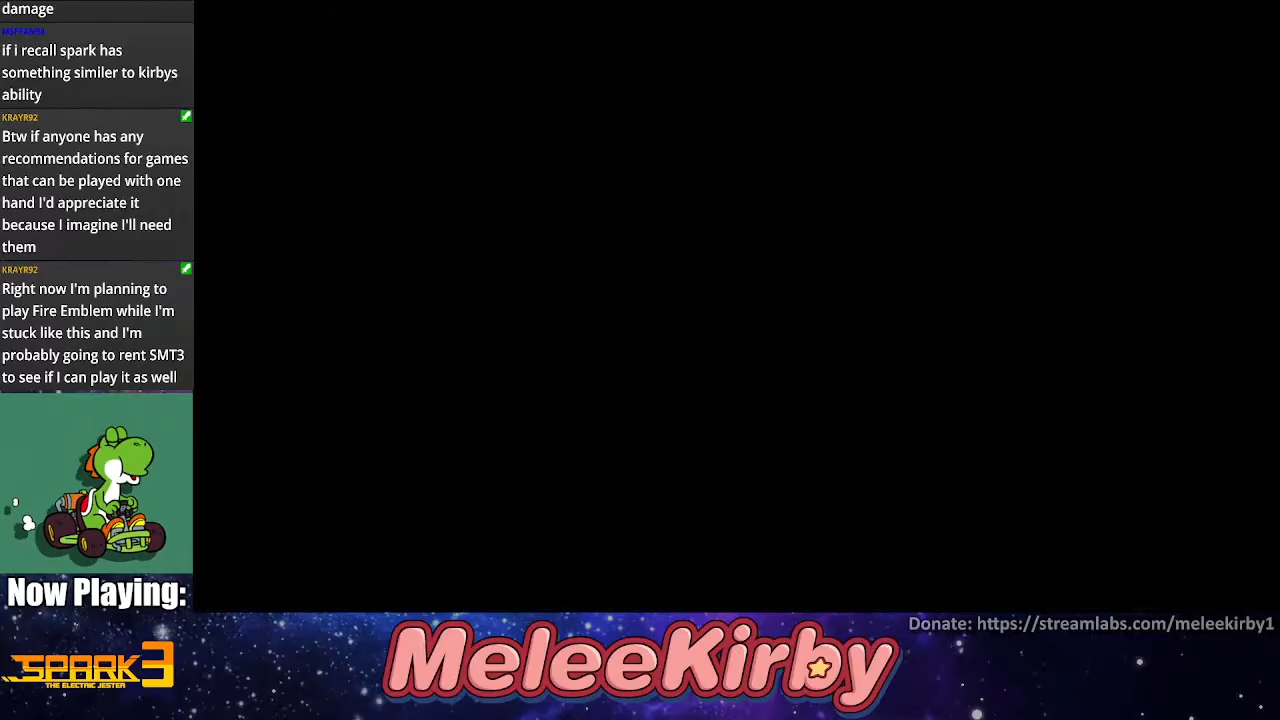 damage
MSFFAN98
if i recall spark has
something similer to kirbys
ability
KRAYR92
Btw if anyone has any
recommendations for games
that can be played with one
hand I'd appreciate it
because I imagine I'll need
them
KRAYR92
Right now I'm planning to
play Fire Emblem while I'm
stuck like this and I'm
probably going to rent SMT3
to see if I can play it as well
Now Playing:
SPARK 3
THE ELECTRIC JESTER
MeleeKirby
Donate: https://streamlabs.com/meleekirby1